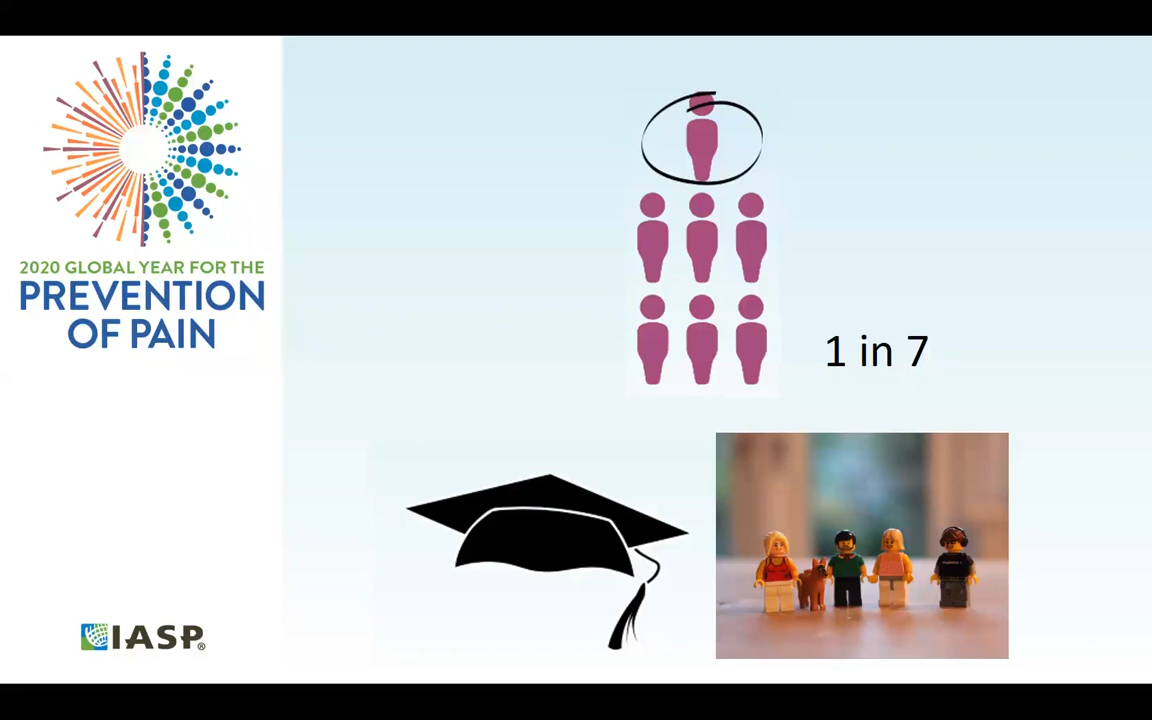 2020 GLOBAL YEAR FOR THE
PREVENTION
OF PAIN
1 in 7
IASP®